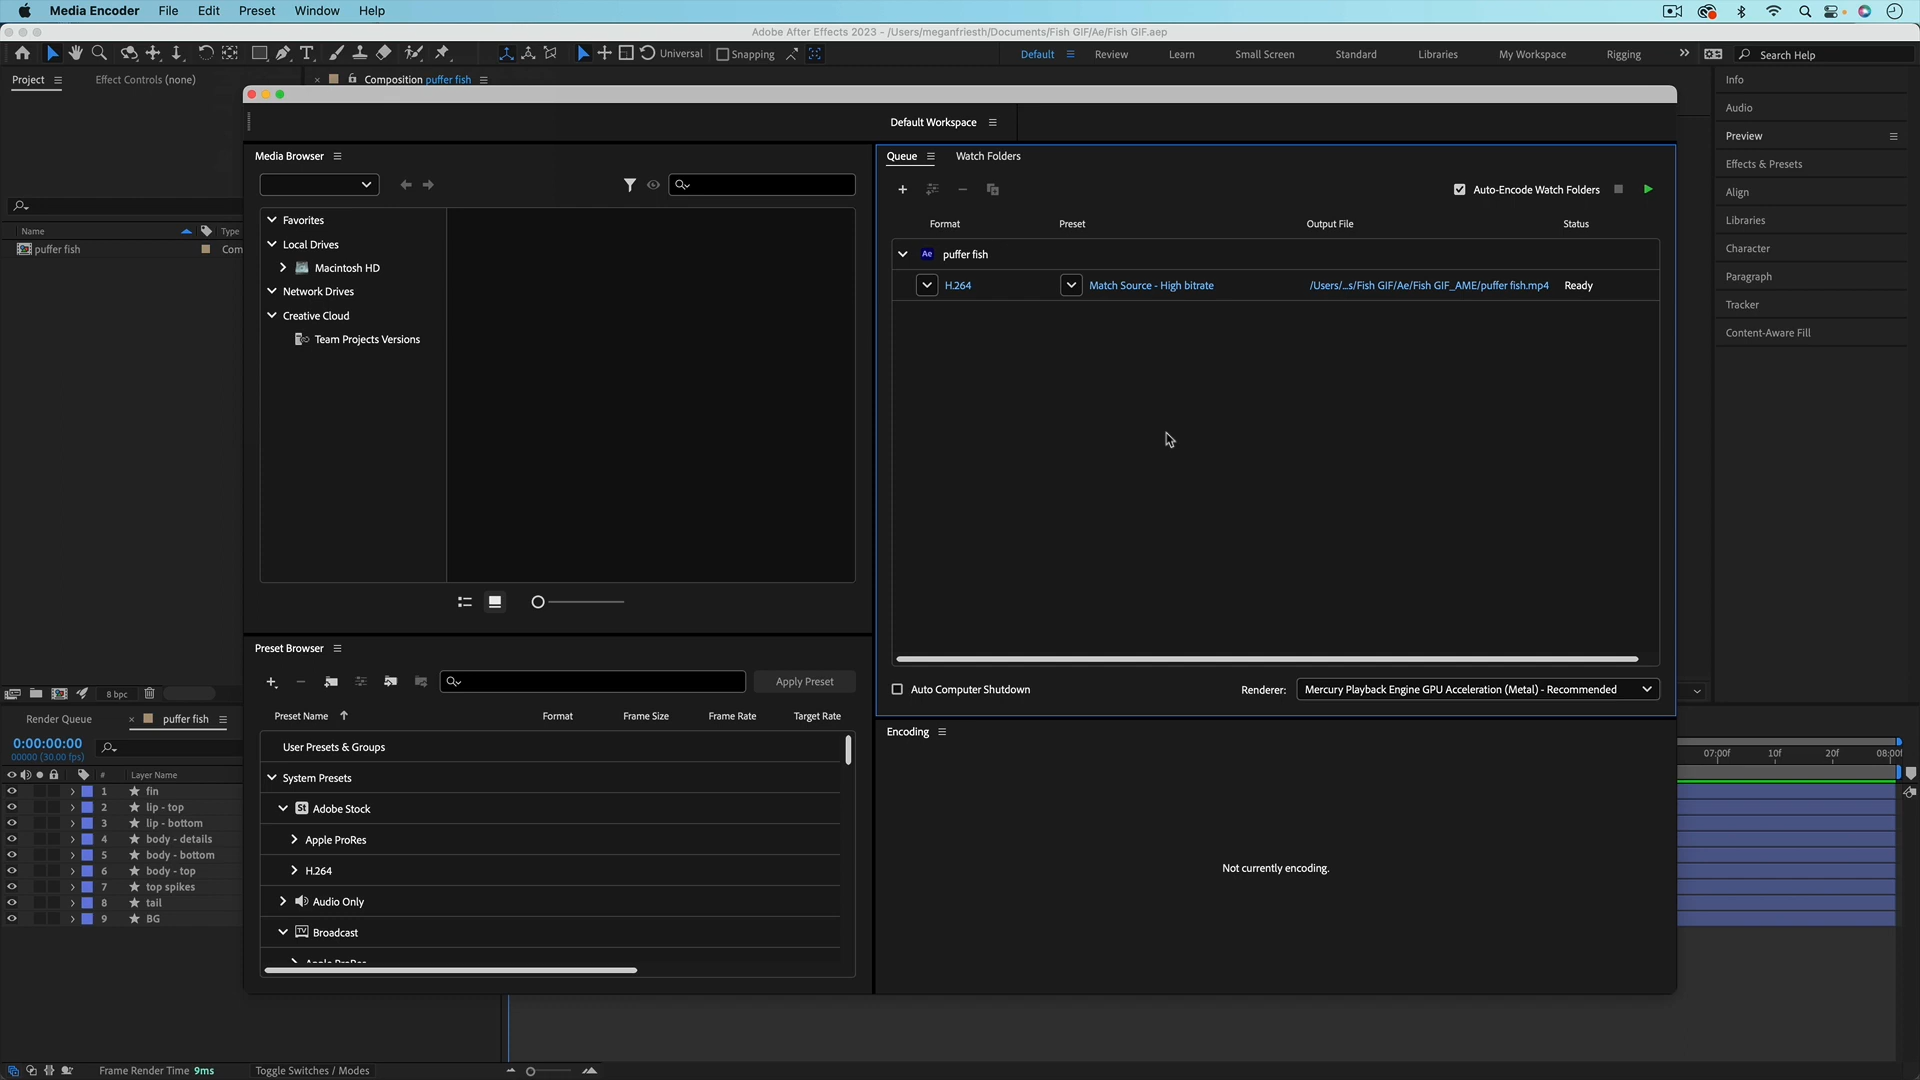 Media Encoder File Edit Preset Window Help
Adobe After Effects 2023 - /Users/meganfriesth/Documents/Fish GIF/Ae/Fish GIF.aep
Universal Snapping Default Review Learn Small Screen Standard Libraries My Workspace Rigging Search Help
Project Effect Controls (none) Composition puffer fish
Info
Audio
Preview
Effects & Presets
Align
Libraries
Character
Paragraph
Tracker
Content-Aware Fill
Name Type
puffer fish Com
Default Workspace
Media Browser
Favorites
Local Drives
Macintosh HD
Network Drives
Creative Cloud
Team Projects Versions
Queue Watch Folders
Auto-Encode Watch Folders
Format Preset Output File Status
Ae puffer fish
H.264 Match Source - High bitrate /Users/...s/Fish GIF/Ae/Fish GIF_AME/puffer fish.mp4 Ready
Auto Computer Shutdown Renderer: Mercury Playback Engine GPU Acceleration (Metal) - Recommended
Preset Browser
Apply Preset
Preset Name Format Frame Size Frame Rate Target Rate
User Presets & Groups
System Presets
St Adobe Stock
Apple ProRes
H.264
Audio Only
TV Broadcast
Apple ProRes
Encoding
Not currently encoding.
8 bpc
Render Queue puffer fish
0:00:00:00
00000 (30.00 fps)
# Layer Name
1 fin
2 lip - top
3 lip - bottom
4 body - details
5 body - bottom
6 body - top
7 top spikes
8 tail
9 BG
07:00f 10f 20f 08:00f
Frame Render Time 9ms Toggle Switches / Modes